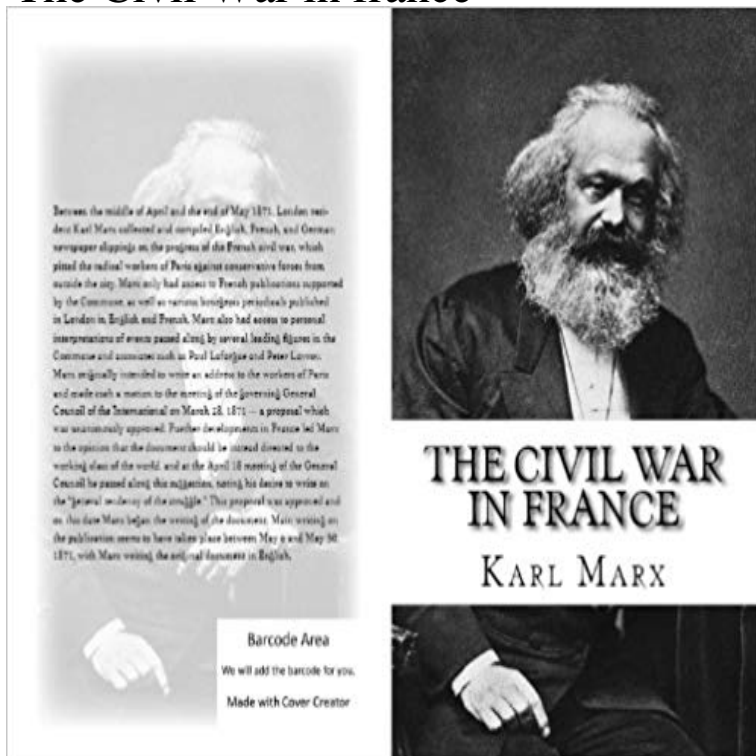 The Civil War in france
Between the middle of April and the end of May 1871, London resi-
dent Karl Marx collected and compiled English, French, and German
newspaper clippings on the progress of the French civil war, which
pitted the radical workers of Paris against conservative forces from
outside the city. Marx only had access to French publications supported
by the Commune, as well as various bourgeois periodicals published
in London in English and French. Marx also had access to personal
interpretations of events passed along by several leading figures in the
Commune and associates such as Paul Lafargue and Peter Lavrov.
Marx originally intended to write an address to the workers of Paris
and made such a motion to the meeting of the governing General
Council of the International on March 28, 1871 — a proposal which
was unanimously approved. Further developments in France led Marx
to the opinion that the document should be instead directed to the
working class of the world, and at the April 18 meeting of the General
Council he passed along this suggestion, noting his desire to write on
the "general tendency of the struggle." This proposal was approved and
on this date Marx began the writing of the document. Main writing on
the publication seems to have taken place between May 6 and May 30,
1871, with Marx writing the original document in English.
Barcode Area
We will add the barcode for you.
Made with Cover Creator
THE CIVIL WAR
IN FRANCE
KARL MARX